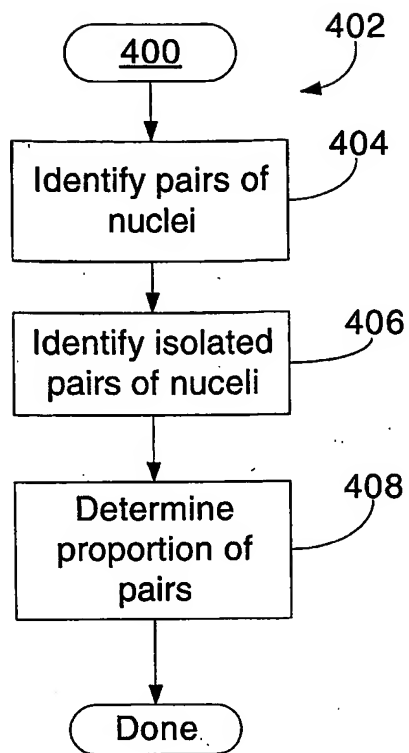 400
402
Identify pairs of
nuclei
404
Identify isolated
pairs of nuceli
406
Determine
proportion of
pairs
408
Done